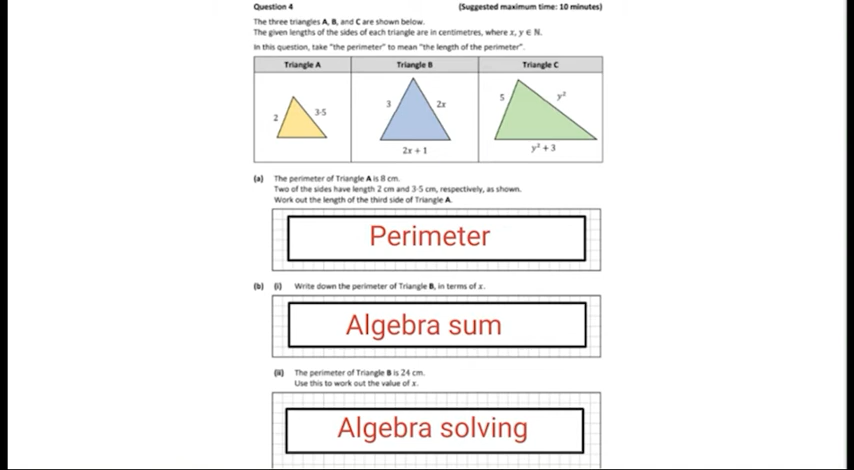 Question 4 (Suggested maximum time: 10 minutes)
The three triangles A, B, and C are shown below.
The given lengths of the sides of each triangle are in centimetres, where x, y ∈ ℕ.
In this question, take "the perimeter" to mean "the length of the perimeter".
Triangle A Triangle B Triangle C
2 3·5 3 2x 5 y²
2x + 1 y² + 3
(a) The perimeter of Triangle A is 8 cm.
Two of the sides have length 2 cm and 3·5 cm, respectively, as shown.
Work out the length of the third side of Triangle A.
Perimeter
(b) (i) Write down the perimeter of Triangle B, in terms of x.
Algebra sum
(ii) The perimeter of Triangle B is 24 cm.
Use this to work out the value of x.
Algebra solving